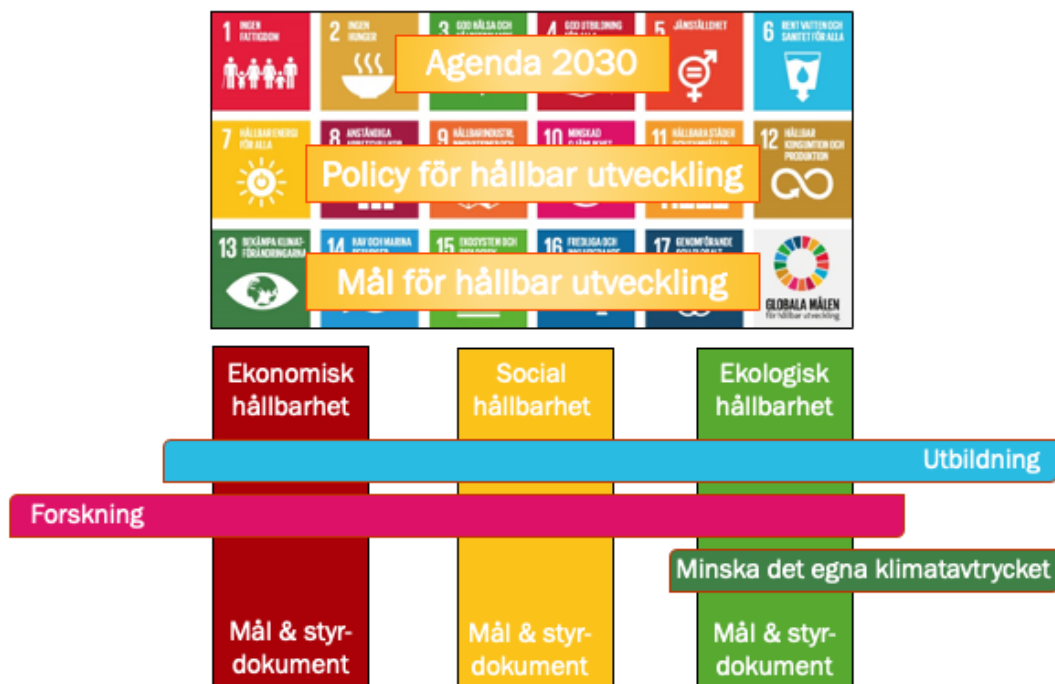 1 INGEN
FATTIGDOM
2 INGEN
HUNGER
3 GOD HÄLSA OCH
4 GOD UTBILDNING
5 JÄMSTÄLLDHET
6 RENT VATTEN OCH
SANITET FÖR ALLA
Agenda 2030
7 HÅLLBAR ENERGI
FÖR ALLA
8 ANSTÄNDIGA
9 HÅLLBAR INDUSTRI,
10 MINSKAD
11 HÅLLBARA STÄDER
12 HÅLLBAR
KONSUMTION OCH
PRODUKTION
Policy för hållbar utveckling
13 BEKÄMPA KLIMAT-
FÖRÄNDRINGARNA
14 HAV OCH MARINA
15 EKOSYSTEM OCH
16 FREDLIGA OCH
17 GENOMFÖRANDE
Mål för hållbar utveckling
GLOBALA MÅLEN
för hållbar utveckling
Ekonomisk
hållbarhet
Social
hållbarhet
Ekologisk
hållbarhet
Utbildning
Forskning
Minska det egna klimatavtrycket
Mål & styr-
dokument
Mål & styr-
dokument
Mål & styr-
dokument